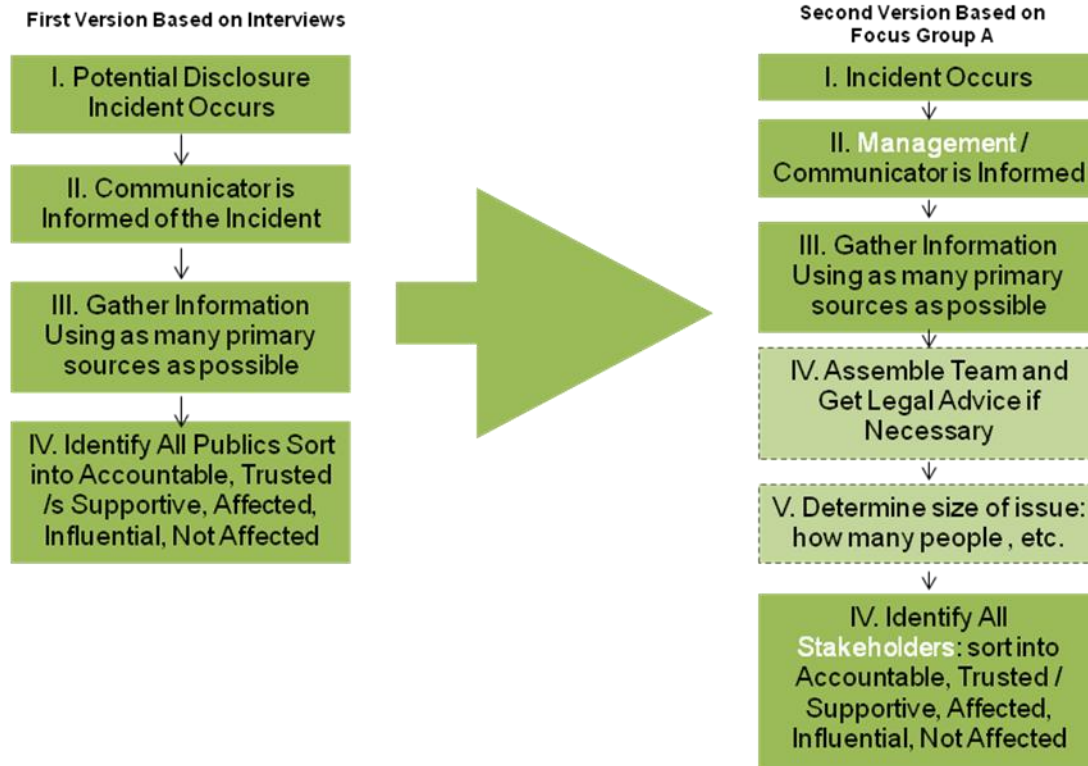 First Version Based on Interviews
I. Potential Disclosure
Incident Occurs
II. Communicator is
Informed of the Incident
III. Gather Information
Using as many primary
sources as possible
IV. Identify All Publics Sort
into Accountable, Trusted
/s Supportive, Affected,
Influential, Not Affected
Second Version Based on
Focus Group A
I. Incident Occurs
II. Management /
Communicator is Informed
III. Gather Information
Using as many primary
sources as possible
IV. Assemble Team and
Get Legal Advice if
Necessary
V. Determine size of issue:
how many people , etc.
IV. Identify All
Stakeholders: sort into
Accountable, Trusted /
Supportive, Affected,
Influential, Not Affected